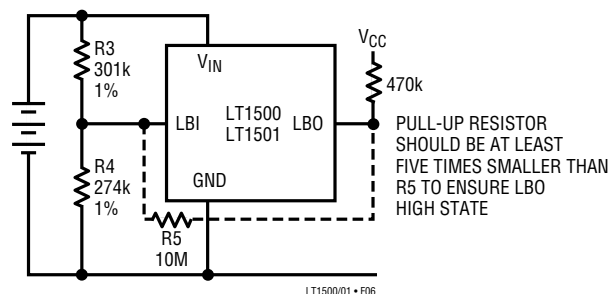 R3
301k
1%
R4
274k
1%
V_IN
LBI
LT1500
LT1501
LBO
GND
V_CC
470k
PULL-UP RESISTOR
SHOULD BE AT LEAST
FIVE TIMES SMALLER THAN
R5 TO ENSURE LBO
HIGH STATE
R5
10M
LT1500/01 • F06